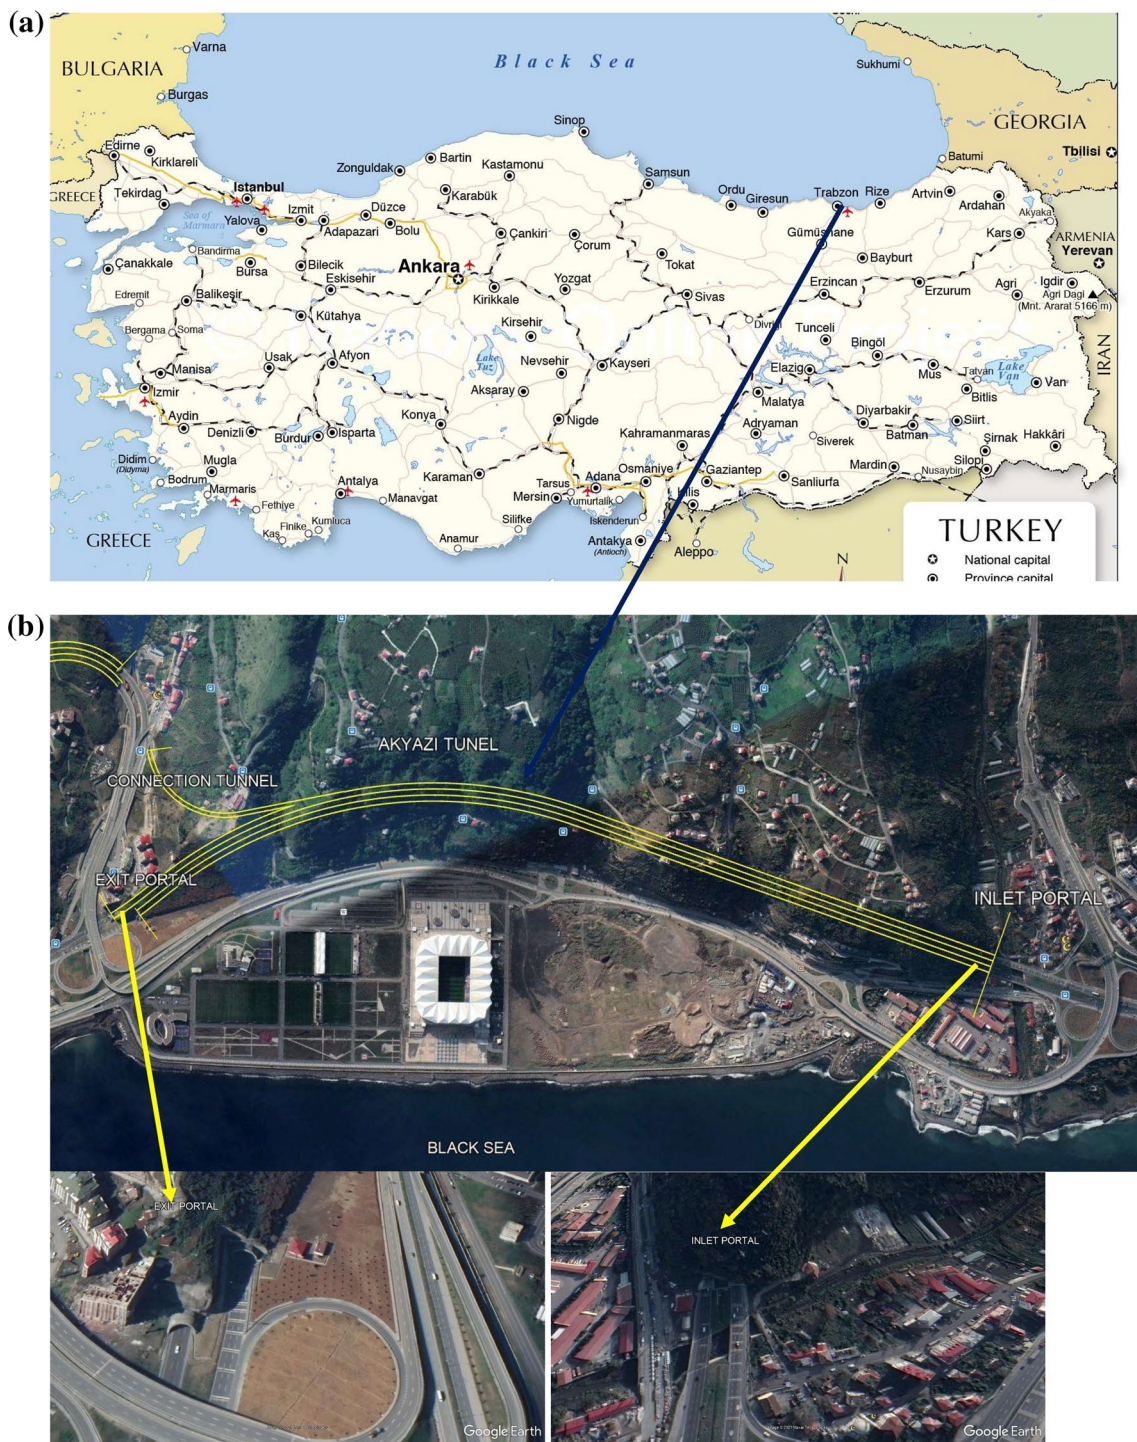 (a)
Varna
BULGARIA
Burgas
Black Sea
Sochi
Sukhumi
GEORGIA
Tbilisi
Batumi
Sinop
Edirne
Kirklareli
Zonguldak
Bartin
Kastamonu
Karabük
Samsun
Ordu
Giresun
Trabzon
Rize
Artvin
Ardahan
Akyaka
GREECE
Tekirdag
Istanbul
Sea of
Marmara
Yalova
Izmit
Adapazari
Düzce
Bolu
Çankiri
Çorum
Tokat
Gümüshane
Bayburt
Kars
ARMENIA
Yerevan
Çanakkale
Bandirma
Bursa
Bilecik
Eskisehir
Ankara
Kirikkale
Yozgat
Sivas
Erzincan
Erzurum
Agri
Igdir
Agri Dagi
(Mnt. Ararat 5166 m)
Edremit
Balikeşir
Kütahya
Kirsehir
Divrigi
Tunceli
Bingöl
Bergama
Soma
Manisa
Usak
Afyon
Lake
Tuz
Nevsehir
Aksaray
Kayseri
Elazig
Mus
Tatvan
Lake
Van
Van
Bitlis
IRAN
Izmir
Aydin
Denizli
Burdur
Isparta
Konya
Nigde
Malatya
Adryaman
Kahramanmaras
Diyarbakir
Siverek
Batman
Siirt
Şirnak
Hakkâri
Didim
(Didyma)
Bodrum
Mugla
Marmaris
Fethiye
Antalya
Manavgat
Karaman
Tarsus
Mersin
Adana
Yumurtalik
Osmaniye
Gaziantep
Sanliurfa
Mardin
Nusaybin
Silopi
Kas
Finike
Kumluca
Anamur
Silifke
Iskenderun
Kilis
Antakya
(Antioch)
Aleppo
GREECE
N
TURKEY
National capital
Province capital
(b)
AKYAZI TUNEL
CONNECTION TUNNEL
EXIT PORTAL
INLET PORTAL
BLACK SEA
EXIT PORTAL
Google Earth
INLET PORTAL
Google Earth